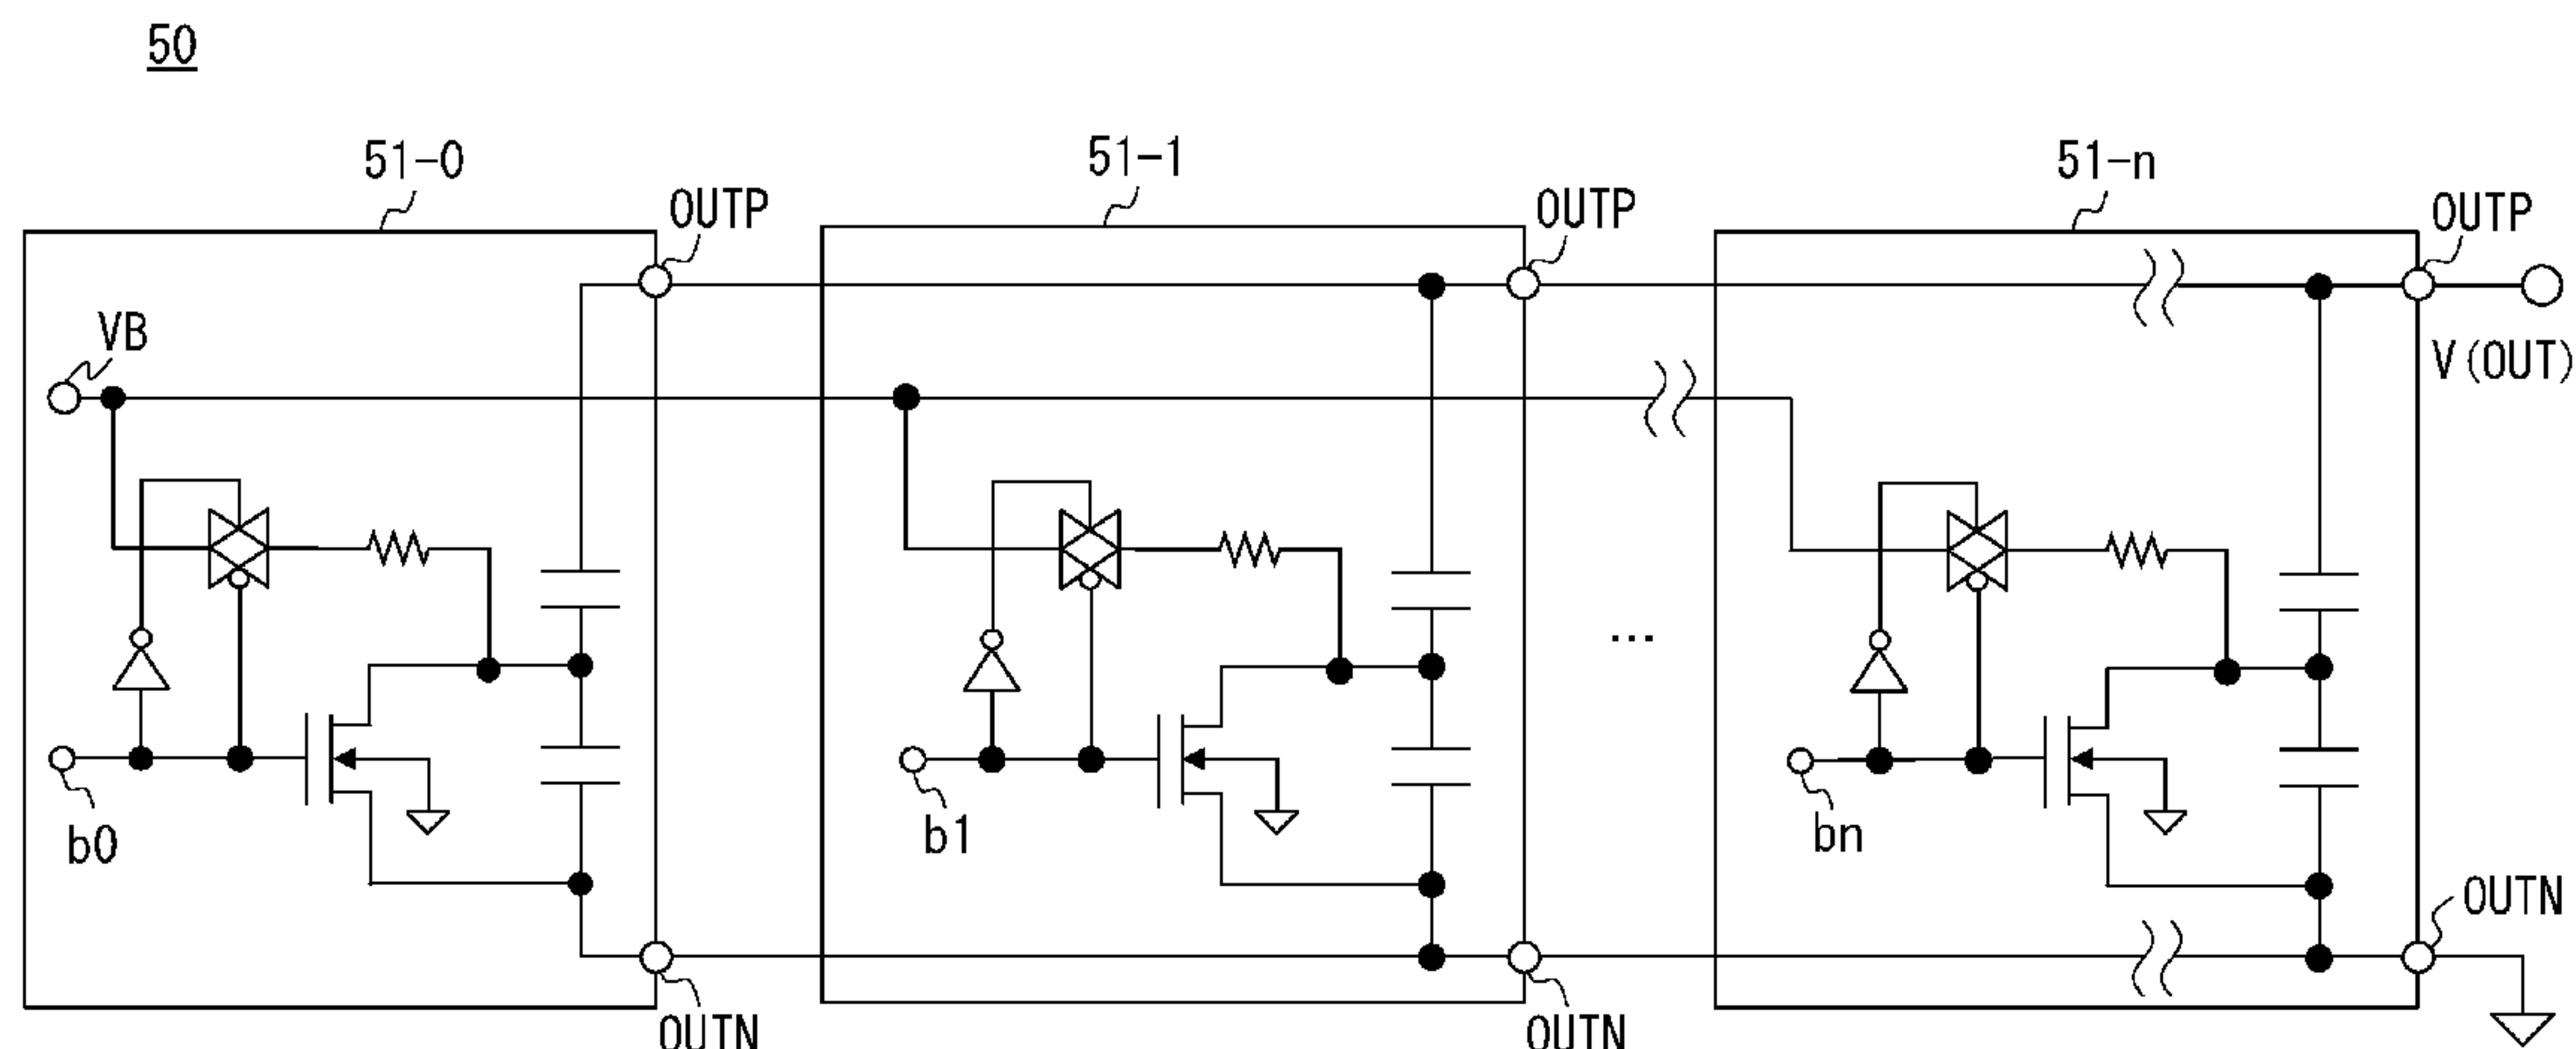 50
51-0
51-1
51-n
OUTP
OUTP
OUTP
VB
V(OUT)
...
b0
b1
bn
OUTN
OUTN
OUTN